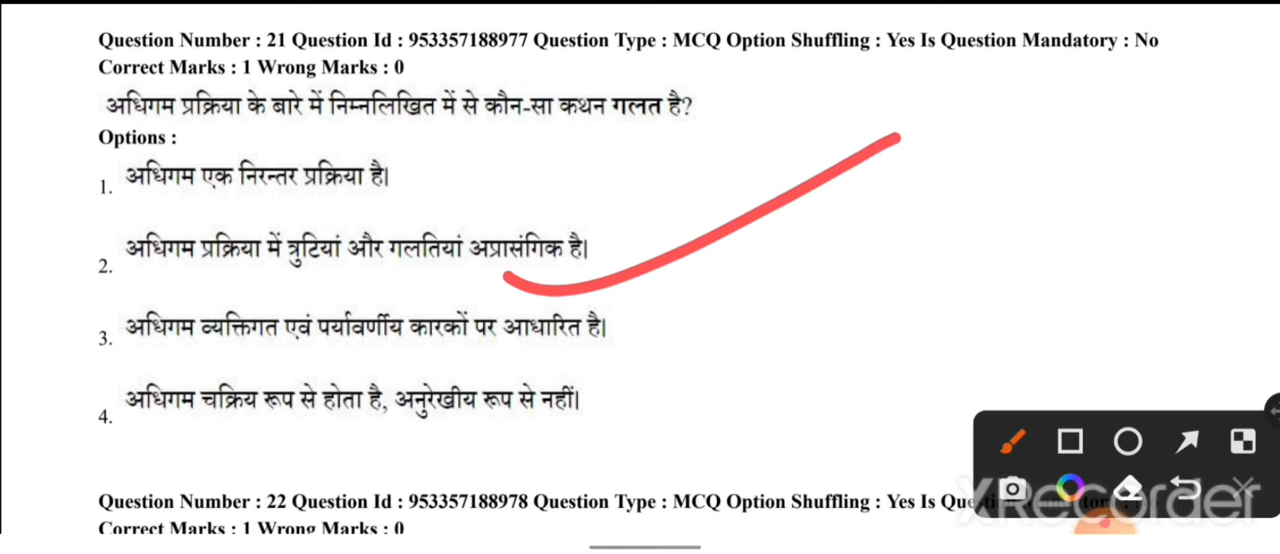 Question Number : 21 Question Id : 953357188977 Question Type : MCQ Option Shuffling : Yes Is Question Mandatory : No
Correct Marks : 1 Wrong Marks : 0
अधिगम प्रक्रिया के बारे में निम्नलिखित में से कौन-सा कथन गलत है?
Options :
1. अधिगम एक निरन्तर प्रक्रिया है।
2. अधिगम प्रक्रिया में त्रुटियां और गलतियां अप्रासंगिक है।
3. अधिगम व्यक्तिगत एवं पर्यावर्णीय कारकों पर आधारित है।
4. अधिगम चक्रिय रूप से होता है, अनुरेखीय रूप से नहीं।
Question Number : 22 Question Id : 953357188978 Question Type : MCQ Option Shuffling : Yes Is
Correct Marks : 1 Wrong Marks : 0
XRecorder